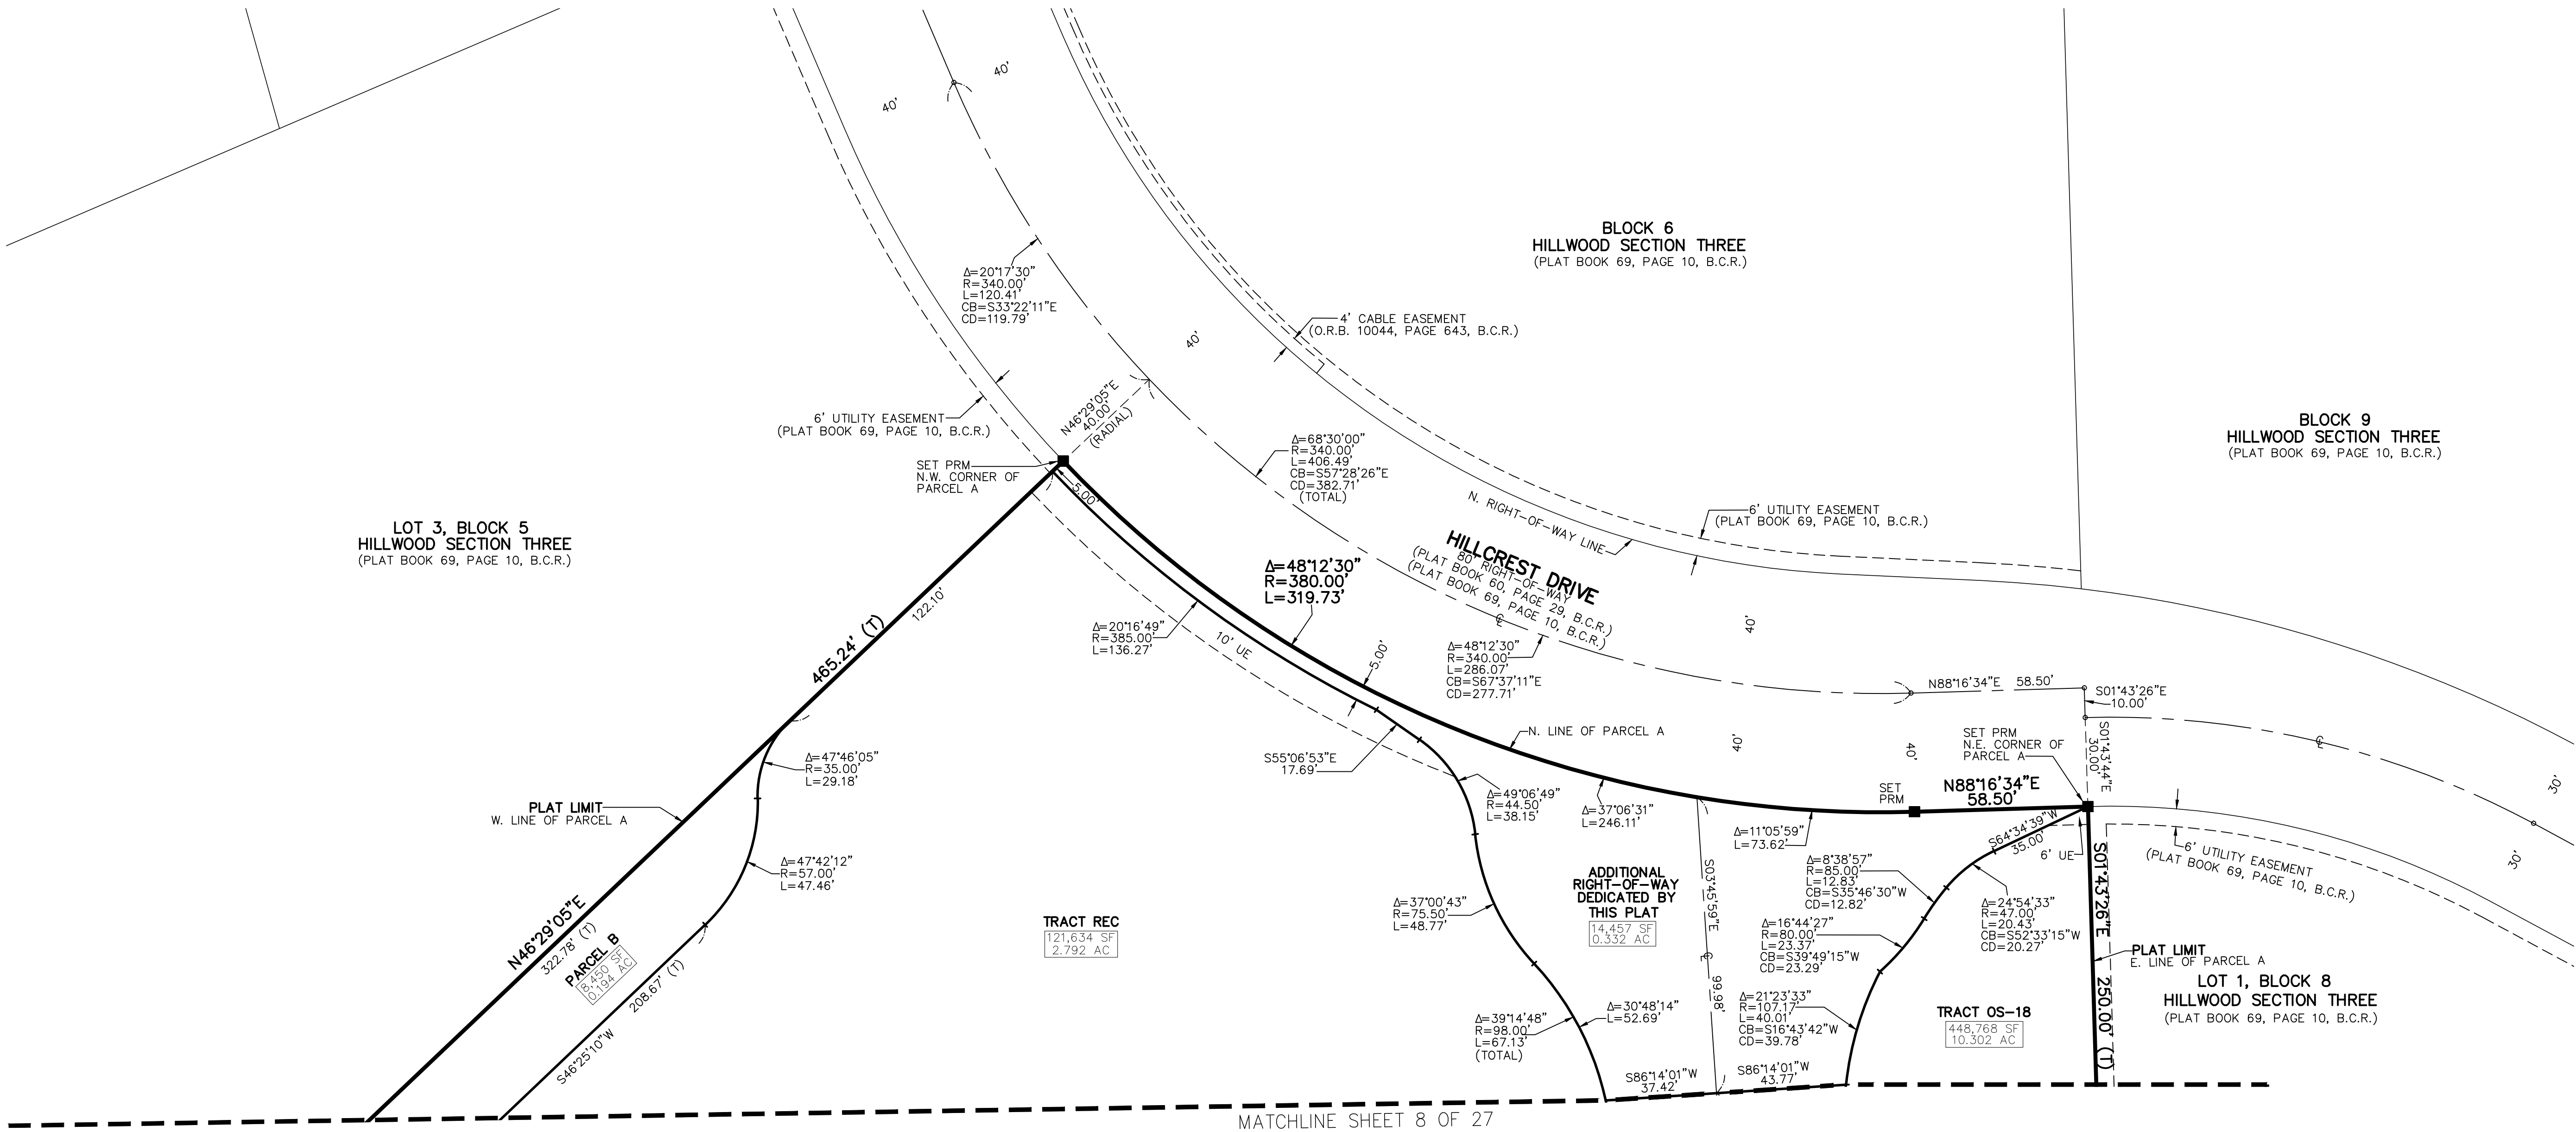 40'
40'
BLOCK 6
HILLWOOD SECTION THREE
(PLAT BOOK 69, PAGE 10, B.C.R.)
Δ=20°17'30"
R=340.00'
L=120.41'
CB=S33°22'11"E
CD=119.79'
4' CABLE EASEMENT
(O.R.B. 10044, PAGE 643, B.C.R.)
40'
6' UTILITY EASEMENT
(PLAT BOOK 69, PAGE 10, B.C.R.)
N46°29'05"E
40.00'
(RADIAL)
BLOCK 9
HILLWOOD SECTION THREE
(PLAT BOOK 69, PAGE 10, B.C.R.)
Δ=68°30'00"
R=340.00'
L=406.49'
CB=S57°28'26"E
CD=382.71'
(TOTAL)
SET PRM
N.W. CORNER OF
PARCEL A
5.00'
N. RIGHT-OF-WAY LINE
6' UTILITY EASEMENT
(PLAT BOOK 69, PAGE 10, B.C.R.)
LOT 3, BLOCK 5
HILLWOOD SECTION THREE
(PLAT BOOK 69, PAGE 10, B.C.R.)
HILLCREST DRIVE
80' RIGHT-OF-WAY
(PLAT BOOK 60, PAGE 29, B.C.R.)
(PLAT BOOK 69, PAGE 10, B.C.R.)
Δ=48°12'30"
R=380.00'
L=319.73'
122.10'
465.24' (T)
Δ=20°16'49"
R=385.00'
L=136.27'
10' UE
5.00'
40'
Δ=48°12'30"
R=340.00'
L=286.07'
CB=S67°37'11"E
CD=277.71'
N88°16'34"E 58.50'
S01°43'26"E
10.00'
S01°43'44"E
30.00'
N. LINE OF PARCEL A
40'
40'
SET PRM
N.E. CORNER OF
PARCEL A
S55°06'53"E
17.69'
Δ=47°46'05"
R=35.00'
L=29.18'
Δ=49°06'49"
R=44.50'
L=38.15'
Δ=37°06'31"
L=246.11'
SET
PRM
N88°16'34"E
58.50'
30'
30'
PLAT LIMIT
W. LINE OF PARCEL A
Δ=11°05'59"
L=73.62'
S64°34'39"W
35.00'
6' UE
6' UTILITY EASEMENT
(PLAT BOOK 69, PAGE 10, B.C.R.)
Δ=47°42'12"
R=57.00'
L=47.46'
ADDITIONAL
RIGHT-OF-WAY
DEDICATED BY
THIS PLAT
14,457 SF
0.332 AC
S03°45'59"E
99.98'
Δ=8°38'57"
R=85.00'
L=12.83'
CB=S35°46'30"W
CD=12.82'
Δ=24°54'33"
R=47.00'
L=20.43'
CB=S52°33'15"W
CD=20.27'
Δ=37°00'43"
R=75.50'
L=48.77'
Δ=16°44'27"
R=80.00'
L=23.37'
CB=S39°49'15"W
CD=23.29'
S01°43'26"E
250.00' (T)
PLAT LIMIT
E. LINE OF PARCEL A
TRACT REC
121,634 SF
2.792 AC
N46°29'05"E
322.78' (T)
PARCEL B
8,450 SF
0.194 AC
208.67' (T)
S46°25'10"W
LOT 1, BLOCK 8
HILLWOOD SECTION THREE
(PLAT BOOK 69, PAGE 10, B.C.R.)
Δ=39°14'48"
R=98.00'
L=67.13'
(TOTAL)
Δ=30°48'14"
L=52.69'
Δ=21°23'33"
R=107.17'
L=40.01'
CB=S16°43'42"W
CD=39.78'
TRACT OS-18
448,768 SF
10.302 AC
S86°14'01"W
37.42'
S86°14'01"W
43.77'
MATCHLINE SHEET 8 OF 27